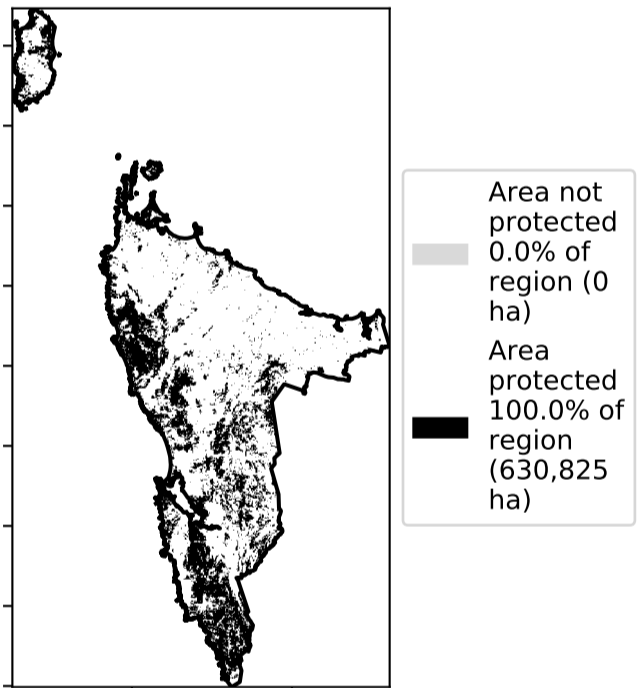 Area not
protected
0.0% of
region (0
ha)
Area
protected
100.0% of
region
(630,825
ha)